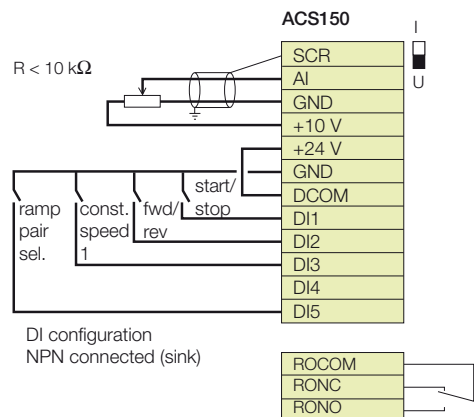 ACS150
I
U
R < 10 kΩ
SCR
AI
GND
+10 V
+24 V
GND
DCOM
DI1
DI2
DI3
DI4
DI5
ramp
pair
sel.
const.
speed
1
fwd/
rev
start/
stop
DI configuration
NPN connected (sink)
ROCOM
RONC
RONO